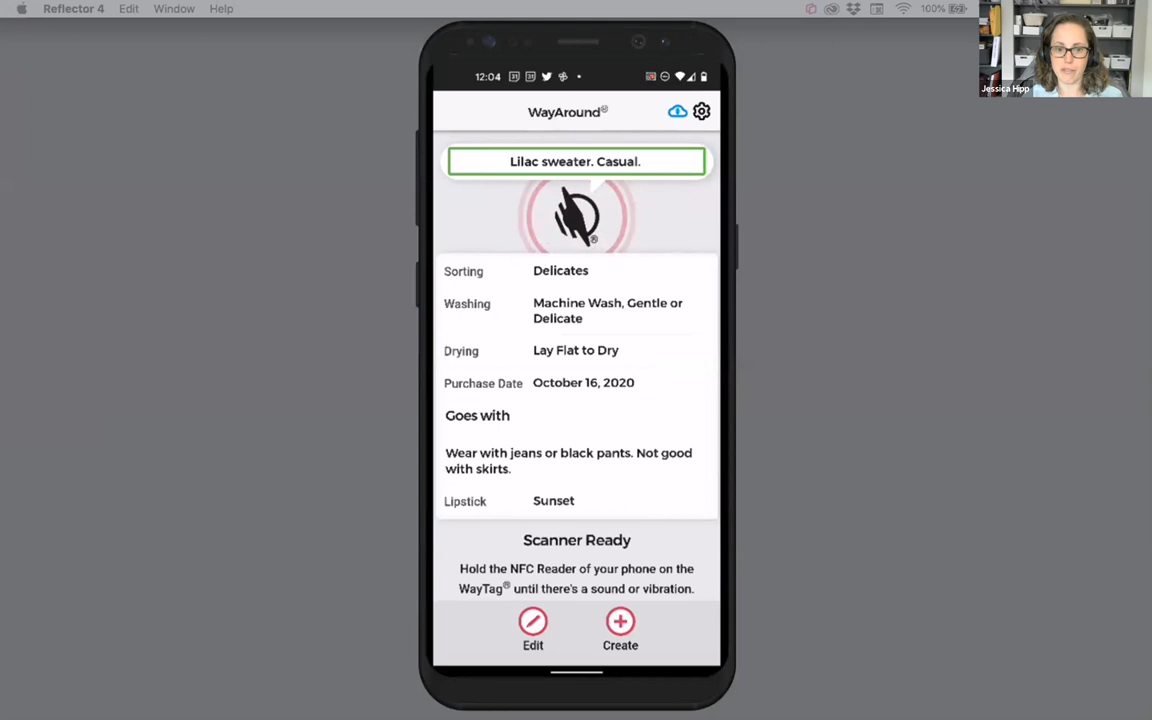 Reflector 4 Edit Window Help 100%
Jessica Hipp
12:04 31 31
WayAround®
Lilac sweater. Casual.
®
Sorting Delicates
Washing Machine Wash, Gentle or
Delicate
Drying Lay Flat to Dry
Purchase Date October 16, 2020
Goes with
Wear with jeans or black pants. Not good
with skirts.
Lipstick Sunset
Scanner Ready
Hold the NFC Reader of your phone on the
WayTag® until there's a sound or vibration.
Edit Create